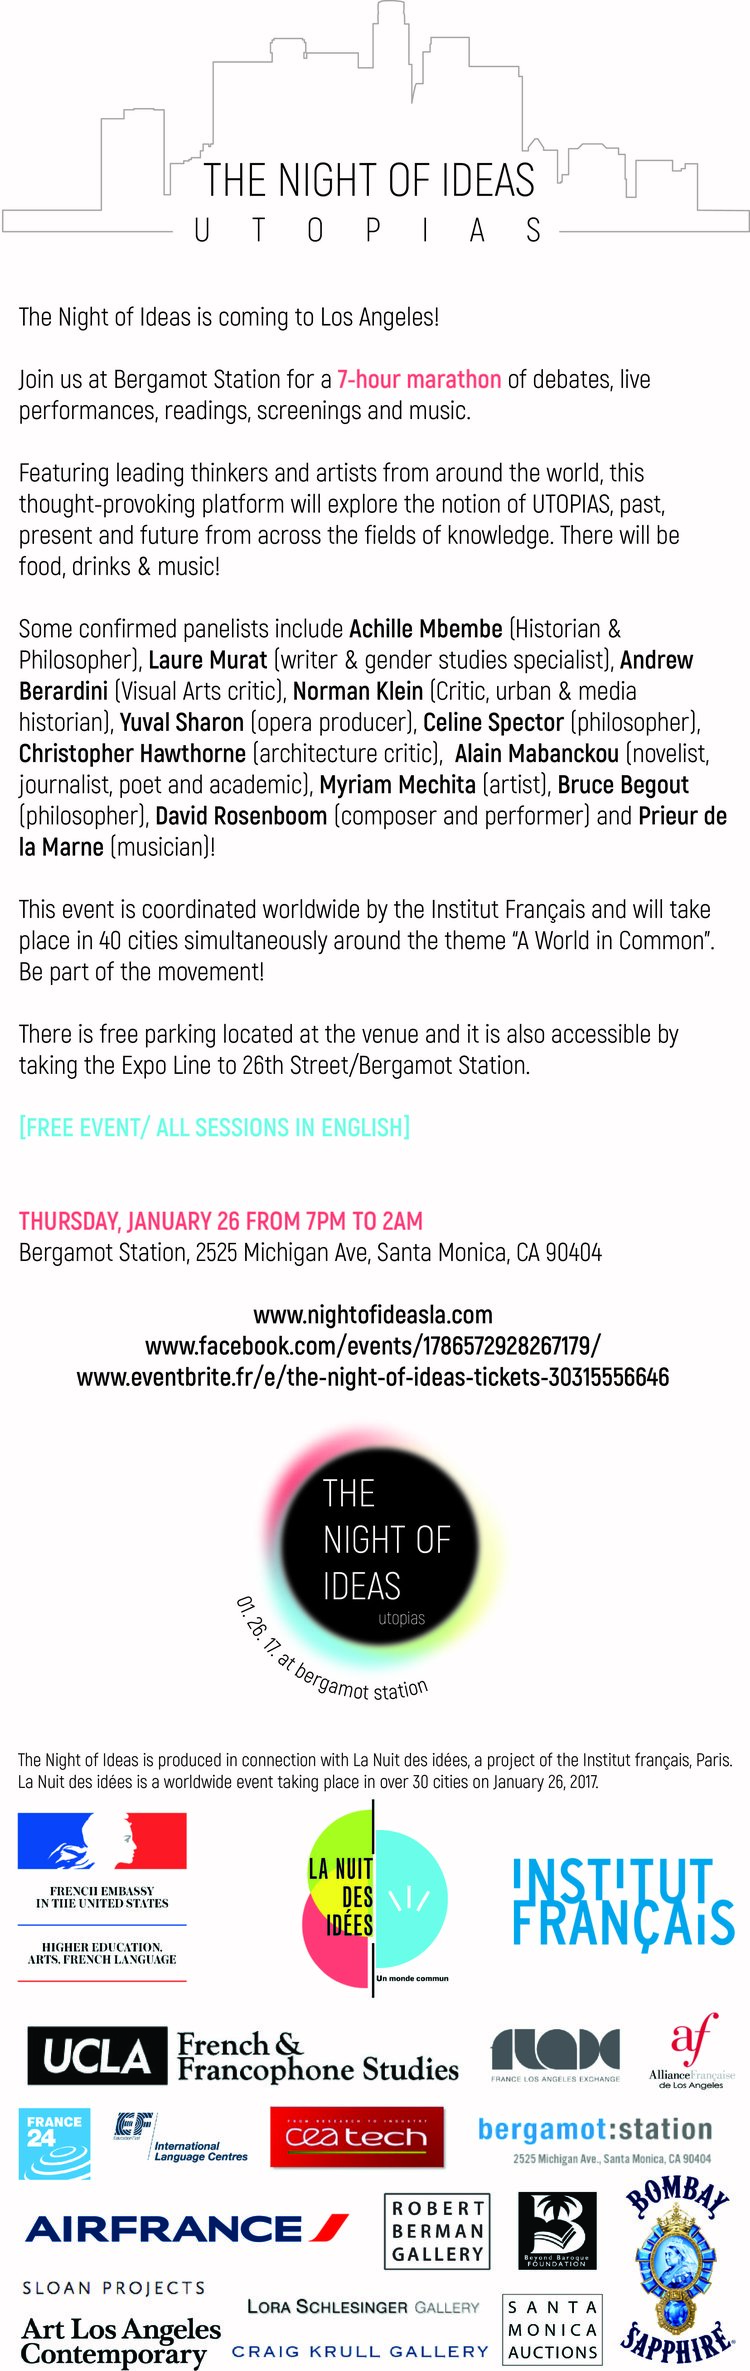 THE NIGHT OF IDEAS
UTOPIAS
The Night of Ideas is coming to Los Angeles!
Join us at Bergamot Station for a 7-hour marathon of debates, live
performances, readings, screenings and music.
Featuring leading thinkers and artists from around the world, this
thought-provoking platform will explore the notion of UTOPIAS, past,
present and future from across the fields of knowledge. There will be
food, drinks & music!
Some confirmed panelists include Achille Mbembe (Historian &
Philosopher), Laure Murat (writer & gender studies specialist), Andrew
Berardini (Visual Arts critic), Norman Klein (Critic, urban & media
historian), Yuval Sharon (opera producer), Celine Spector (philosopher),
Christopher Hawthorne (architecture critic), Alain Mabanckou (novelist,
journalist, poet and academic), Myriam Mechita (artist), Bruce Begout
(philosopher), David Rosenboom (composer and performer) and Prieur de
la Marne (musician)!
This event is coordinated worldwide by the Institut Français and will take
place in 40 cities simultaneously around the theme “A World in Common”.
Be part of the movement!
There is free parking located at the venue and it is also accessible by
taking the Expo Line to 26th Street/Bergamot Station.
[FREE EVENT/ ALL SESSIONS IN ENGLISH]
THURSDAY, JANUARY 26 FROM 7PM TO 2AM
Bergamot Station, 2525 Michigan Ave, Santa Monica, CA 90404
www.nightofideasla.com
www.facebook.com/events/1786572928267179/
www.eventbrite.fr/e/the-night-of-ideas-tickets-30315556646
THE
NIGHT OF
IDEAS
utopias
01. 26. 17. at bergamot station
The Night of Ideas is produced in connection with La Nuit des idées, a project of the Institut français, Paris.
La Nuit des idées is a worldwide event taking place in over 30 cities on January 26, 2017.
FRENCH EMBASSY
IN THE UNITED STATES
HIGHER EDUCATION,
ARTS, FRENCH LANGUAGE
LA NUIT
DES
IDÉES
Un monde commun
INSTITUT
FRANÇAIS
UCLA French &
Francophone Studies
FLAX
FRANCE LOS ANGELES EXCHANGE
af
AllianceFrançaise
de Los Angeles
FRANCE
24
EF
Education First
International
Language Centres
FROM RESEARCH TO INDUSTRY
cea tech
bergamot:station
2525 Michigan Ave., Santa Monica, CA 90404
AIRFRANCE
ROBERT
BERMAN
GALLERY
B
Beyond Baroque
FOUNDATION
BOMBAY
SAPPHIRE®
SLOAN PROJECTS
Art Los Angeles
Contemporary
LORA SCHLESINGER GALLERY
CRAIG KRULL GALLERY
SANTA
MONICA
AUCTIONS